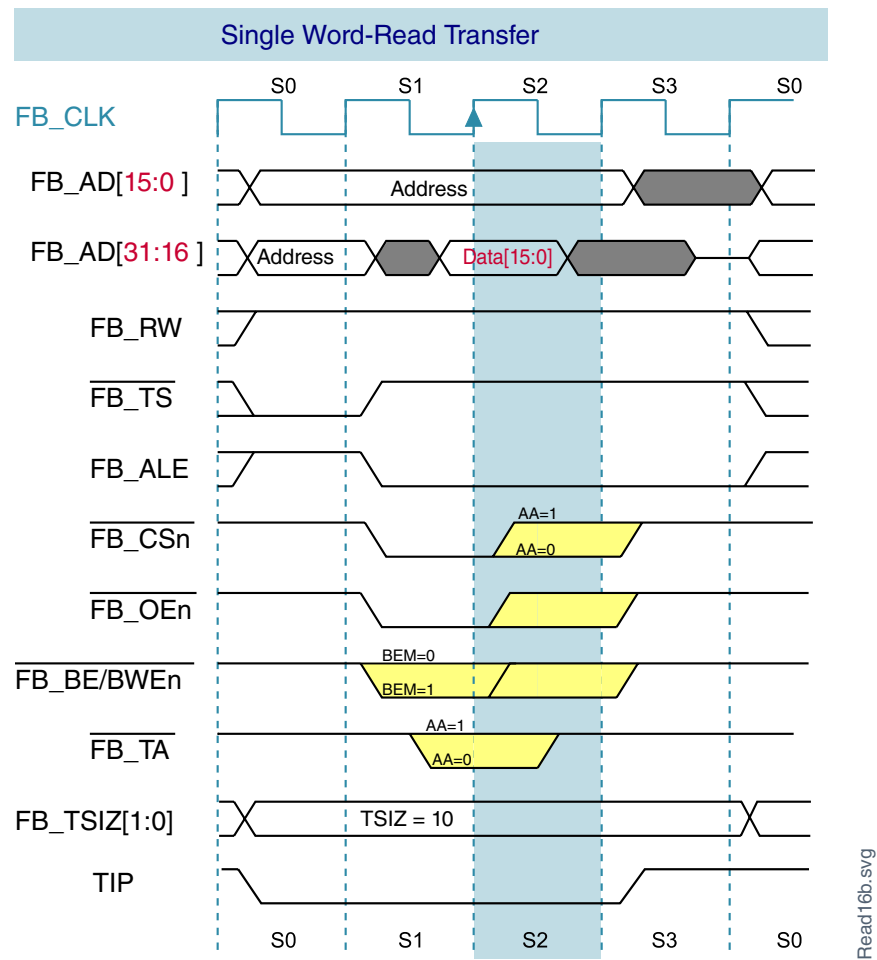 Single Word-Read Transfer
S0 S1 S2 S3 S0
FB_CLK
FB_AD[15:0 ] Address
FB_AD[31:16 ] Address Data[15:0]
FB_RW
FB_TS
FB_ALE
AA=1
FB_CSn AA=0
FB_OEn
BEM=0
FB_BE/BWEn BEM=1
AA=1
FB_TA AA=0
FB_TSIZ[1:0] TSIZ = 10
TIP
S0 S1 S2 S3 S0
Read16b.svg